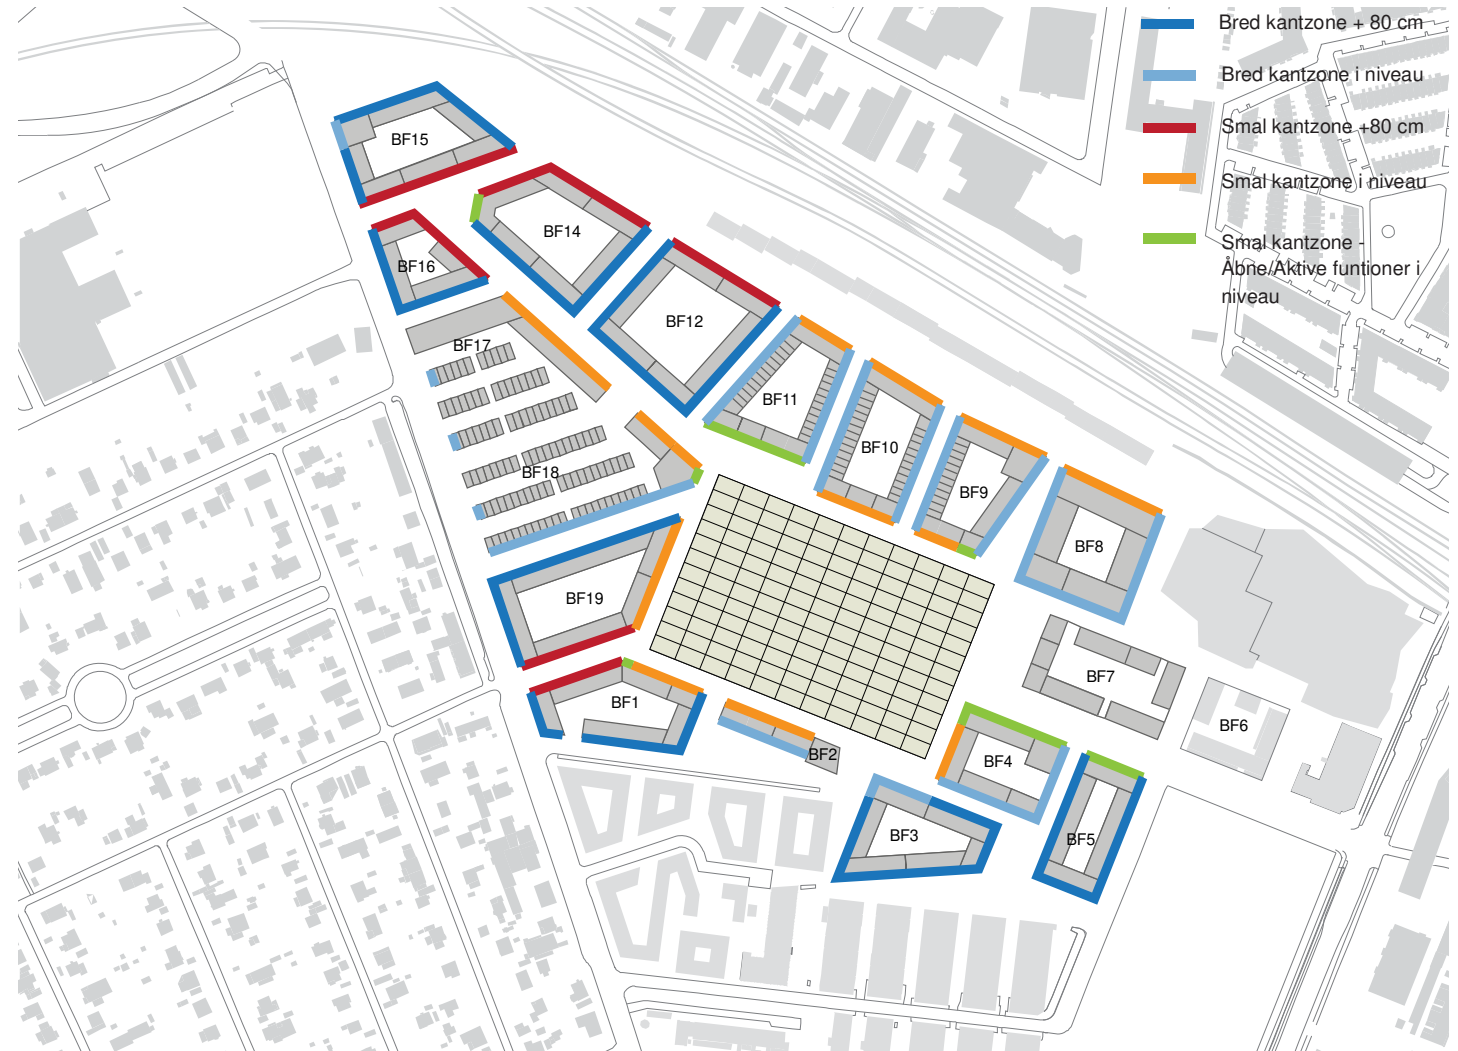 Bred kantzone + 80 cm
Bred kantzone i niveau
Smal kantzone +80 cm
Smal kantzone i niveau
Smal kantzone -
Åbne/Aktive funtioner i
niveau
BF15
BF14
BF16
BF12
BF17
BF11
BF10
BF18
BF9
BF8
BF19
BF7
BF1
BF6
BF2
BF4
BF3
BF5